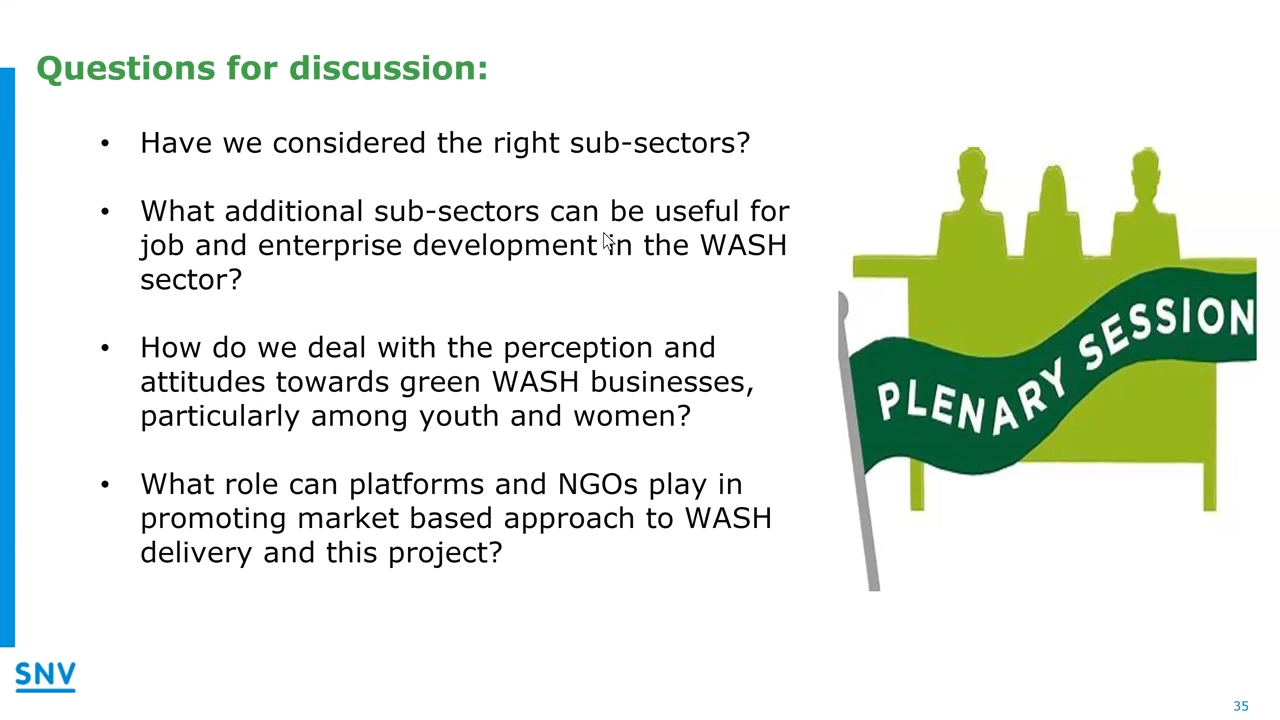 Questions for discussion:
• Have we considered the right sub-sectors?
• What additional sub-sectors can be useful for
job and enterprise development in the WASH
sector?
• How do we deal with the perception and
attitudes towards green WASH businesses,
particularly among youth and women?
• What role can platforms and NGOs play in
promoting market based approach to WASH
delivery and this project?
PLENARY SESSION
SNV
35